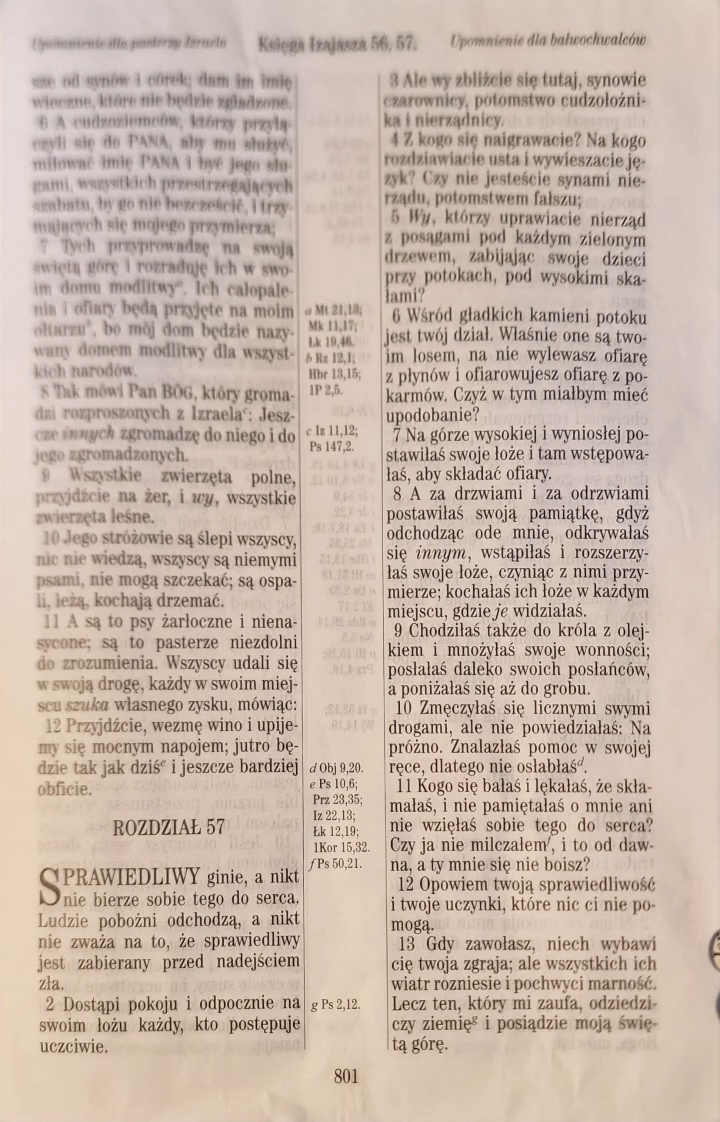 Upomnienie dla pasterzy Izraela
Księga Izajasza 56, 57.
Upomnienie dla bałwochwalców
sze od synów i córek; dam im imię
wieczne, które nie będzie zgładzone.
6 A cudzoziemców, którzy przyłą-
czyli się do PANA, aby mu służyć,
miłować imię PANA i być jego słu-
gami, wszystkich przestrzegających
szabatu, by go nie bezcześcić, i trzy-
mających się mojego przymierza;
7 Tych przyprowadzę na swoją
świętą górę i rozraduję ich w swo-
im domu modlitwyᵃ. Ich całopale-
nia i ofiary będą przyjęte na moim
ołtarzuᵇ, bo mój dom będzie nazy-
wany domem modlitwy dla wszyst-
kich narodów.
8 Tak mówi Pan BÓG, który groma-
dzi rozproszonych z Izraelaᶜ: Jesz-
cze innych zgromadzę do niego i do
jego zgromadzonych.
9 Wszystkie zwierzęta polne,
przyjdźcie na żer, i wy, wszystkie
zwierzęta leśne.
10 Jego stróżowie są ślepi wszyscy,
nic nie wiedzą, wszyscy są niemymi
psami, nie mogą szczekać; są ospa-
li, leżą, kochają drzemać.
11 A są to psy żarłoczne i niena-
sycone; są to pasterze niezdolni
do zrozumienia. Wszyscy udali się
w swoją drogę, każdy w swoim miej-
scu szuka własnego zysku, mówiąc:
12 Przyjdźcie, wezmę wino i upije-
my się mocnym napojem; jutro bę-
dzie tak jak dziśᵉ i jeszcze bardziej
obficie.
ROZDZIAŁ 57
SPRAWIEDLIWY ginie, a nikt
nie bierze sobie tego do serca.
Ludzie pobożni odchodzą, a nikt
nie zważa na to, że sprawiedliwy
jest zabierany przed nadejściem
zła.
2 Dostąpi pokoju i odpocznie na
swoim łożu każdy, kto postępuje
uczciwie.
a Mt 21,13;
Mk 11,17;
Łk 19,46.
b Rz 12,1;
Hbr 13,15;
1P 2,5.
c Iz 11,12;
Ps 147,2.
d Obj 9,20.
e Ps 10,6;
Prz 23,35;
Iz 22,13;
Łk 12,19;
1Kor 15,32.
f Ps 50,21.
g Ps 2,12.
3 Ale wy zbliżcie się tutaj, synowie
czarownicy, potomstwo cudzołożni-
ka i nierządnicy.
4 Z kogo się naigrawacie? Na kogo
rozdziawiacie usta i wywieszacie ję-
zyk? Czy nie jesteście synami nie-
rządu, potomstwem fałszu;
5 Wy, którzy uprawiacie nierząd
z posągami pod każdym zielonym
drzewem, zabijając swoje dzieci
przy potokach, pod wysokimi ska-
łami?
6 Wśród gładkich kamieni potoku
jest twój dział. Właśnie one są two-
im losem, na nie wylewasz ofiarę
z płynów i ofiarowujesz ofiarę z po-
karmów. Czyż w tym miałbym mieć
upodobanie?
7 Na górze wysokiej i wyniosłej po-
stawiłaś swoje łoże i tam wstępowa-
łaś, aby składać ofiary.
8 A za drzwiami i za odrzwiami
postawiłaś swoją pamiątkę, gdyż
odchodząc ode mnie, odkrywałaś
się innym, wstąpiłaś i rozszerzy-
łaś swoje łoże, czyniąc z nimi przy-
mierze; kochałaś ich łoże w każdym
miejscu, gdzie je widziałaś.
9 Chodziłaś także do króla z olej-
kiem i mnożyłaś swoje wonności;
posłałaś daleko swoich posłańców,
a poniżałaś się aż do grobu.
10 Zmęczyłaś się licznymi swymi
drogami, ale nie powiedziałaś: Na
próżno. Znalazłaś pomoc w swojej
ręce, dlatego nie osłabłaśᵈ.
11 Kogo się bałaś i lękałaś, że skła-
małaś, i nie pamiętałaś o mnie ani
nie wzięłaś sobie tego do serca?
Czy ja nie milczałemᶠ, i to od daw-
na, a ty mnie się nie boisz?
12 Opowiem twoją sprawiedliwość
i twoje uczynki, które nic ci nie po-
mogą.
13 Gdy zawołasz, niech wybawi
cię twoja zgraja; ale wszystkich ich
wiatr rozniesie i pochwyci marność.
Lecz ten, który mi zaufa, odziedzi-
czy ziemięᵍ i posiądzie moją świę-
tą górę.
801